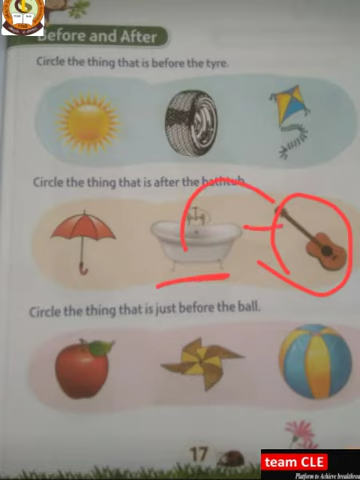 Before and After
Circle the thing that is before the tyre.
Circle the thing that is after the bathtub.
Circle the thing that is just before the ball.
17
team CLE
Platform to Achieve